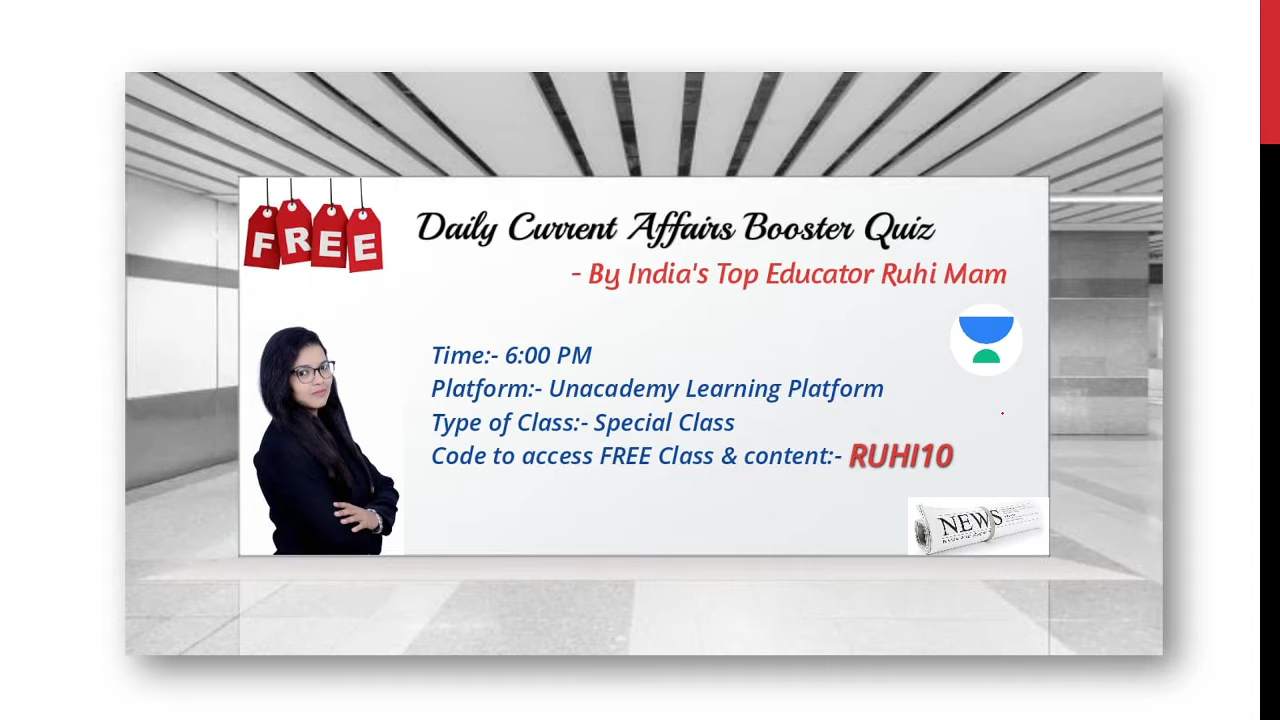 FREE
Daily Current Affairs Booster Quiz
- By India's Top Educator Ruhi Mam
Time:- 6:00 PM
Platform:- Unacademy Learning Platform
Type of Class:- Special Class
Code to access FREE Class & content:- RUHI10
NEWS